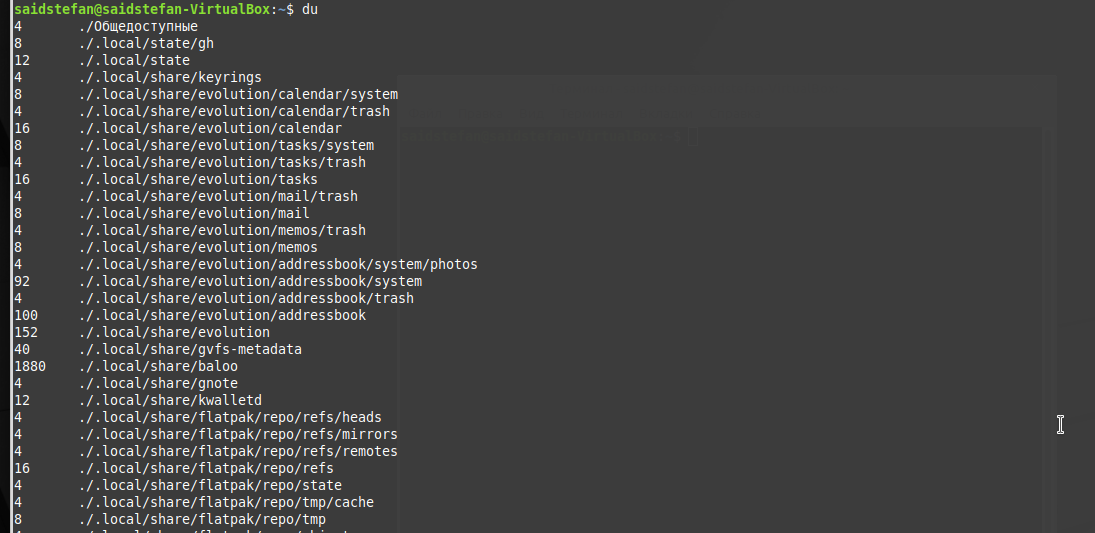 saidstefan@saidstefan-VirtualBox:~$ du
4 ./Общедоступные
8 ./.local/state/gh
12 ./.local/state
4 ./.local/share/keyrings
8 ./.local/share/evolution/calendar/system
4 ./.local/share/evolution/calendar/trash
16 ./.local/share/evolution/calendar
8 ./.local/share/evolution/tasks/system
4 ./.local/share/evolution/tasks/trash
16 ./.local/share/evolution/tasks
4 ./.local/share/evolution/mail/trash
8 ./.local/share/evolution/mail
4 ./.local/share/evolution/memos/trash
8 ./.local/share/evolution/memos
4 ./.local/share/evolution/addressbook/system/photos
92 ./.local/share/evolution/addressbook/system
4 ./.local/share/evolution/addressbook/trash
100 ./.local/share/evolution/addressbook
152 ./.local/share/evolution
40 ./.local/share/gvfs-metadata
1880 ./.local/share/baloo
4 ./.local/share/gnote
12 ./.local/share/kwalletd
4 ./.local/share/flatpak/repo/refs/heads
4 ./.local/share/flatpak/repo/refs/mirrors
4 ./.local/share/flatpak/repo/refs/remotes
16 ./.local/share/flatpak/repo/refs
4 ./.local/share/flatpak/repo/state
4 ./.local/share/flatpak/repo/tmp/cache
8 ./.local/share/flatpak/repo/tmp